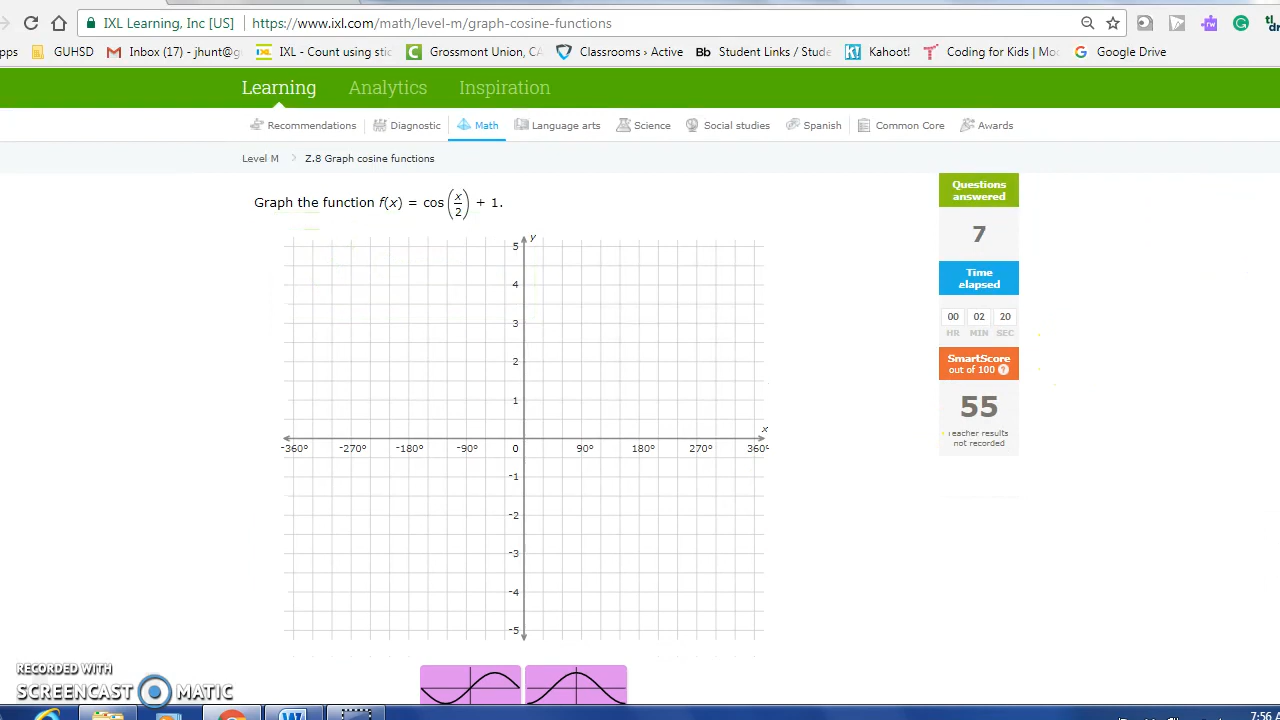 IXL Learning, Inc [US] https://www.ixl.com/math/level-m/graph-cosine-functions
pps GUHSD Inbox (17) - jhunt@g IXL - Count using stic Grossmont Union, CA Classrooms › Active Bb Student Links / Stude K! Kahoot! Coding for Kids | Mo G Google Drive
Learning Analytics Inspiration
Recommendations Diagnostic Math Language arts Science Social studies Spanish Common Core Awards
Level M Z.8 Graph cosine functions
Graph the function f(x) = cos (x/2) + 1.
Questions
answered
7
Time
elapsed
00 02 20
HR MIN SEC
SmartScore
out of 100 ?
55
Teacher results
not recorded
y
5
4
3
2
1
x
-360° -270° -180° -90° 0 90° 180° 270° 360°
-1
-2
-3
-4
-5
RECORDED WITH
SCREENCAST MATIC
W
7:56 A